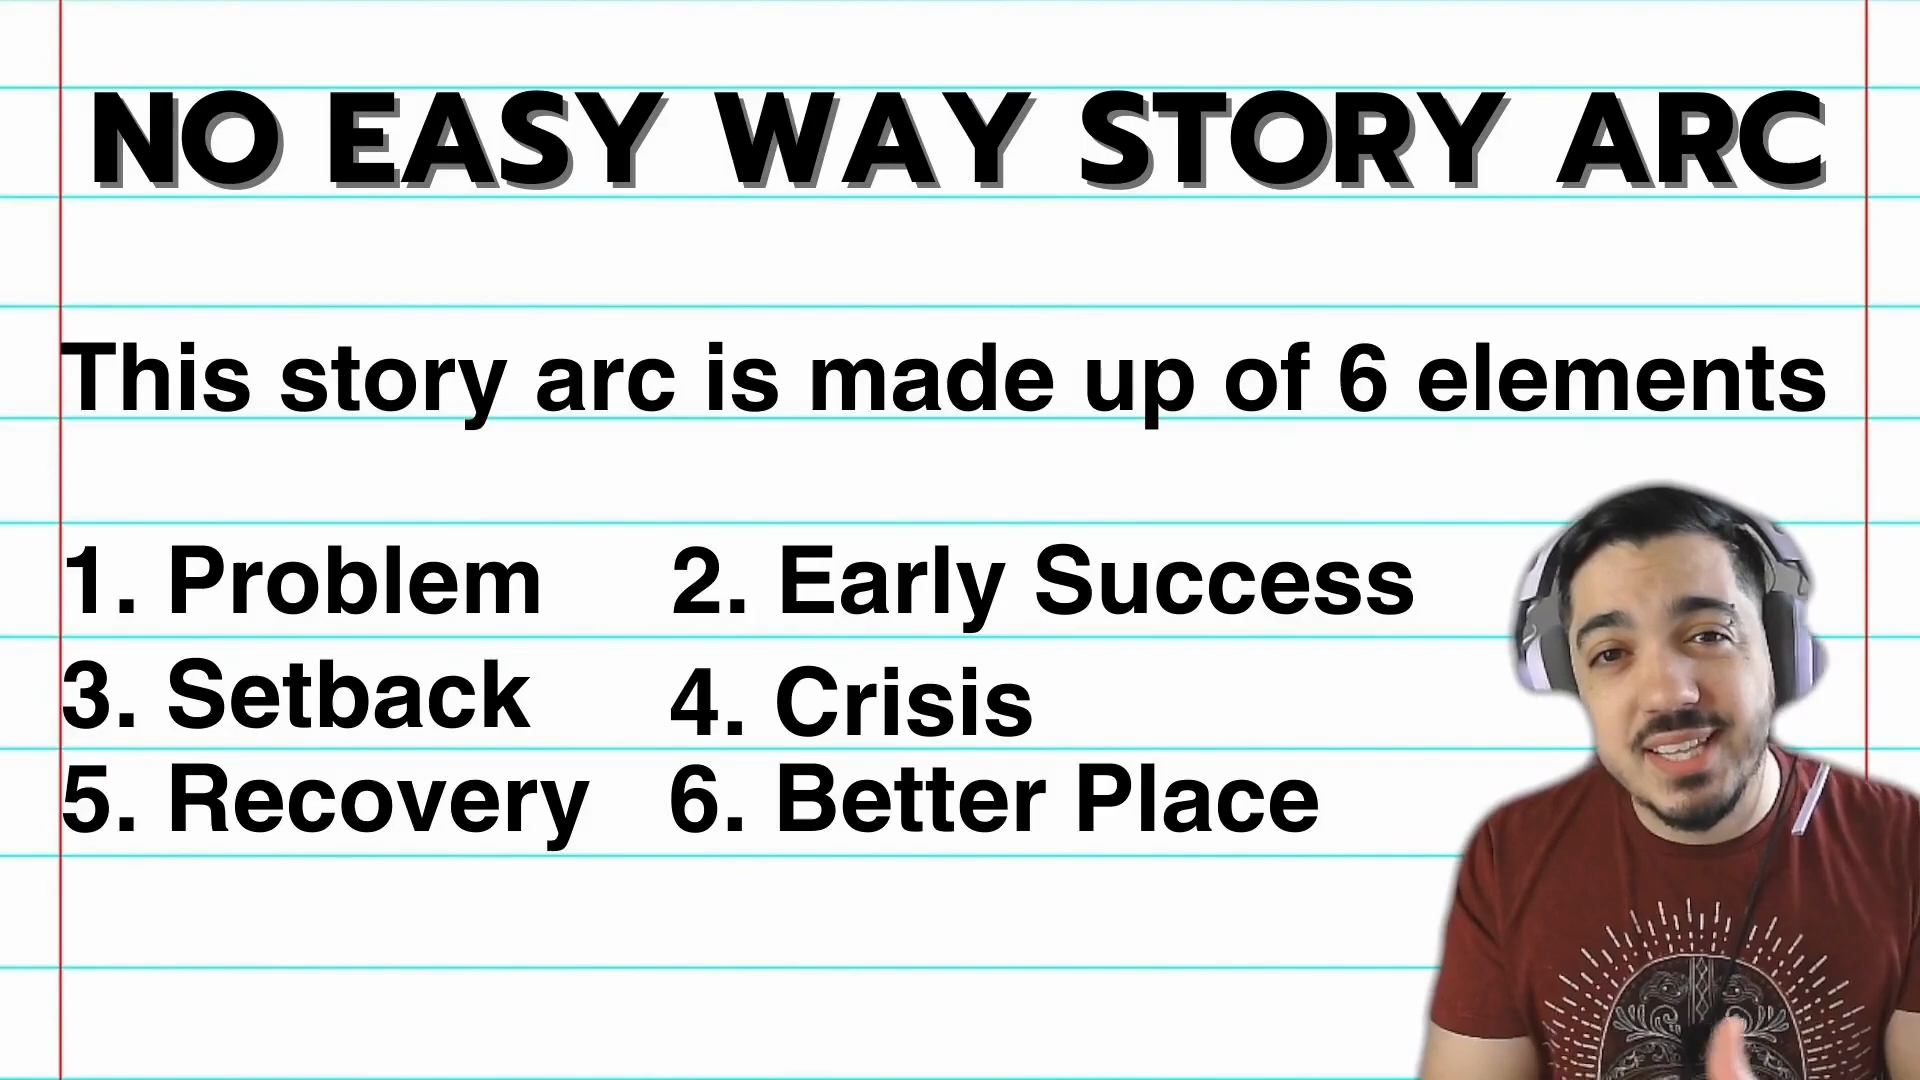 NO EASY WAY STORY ARC
This story arc is made up of 6 elements
1. Problem 2. Early Success
3. Setback 4. Crisis
5. Recovery 6. Better Place